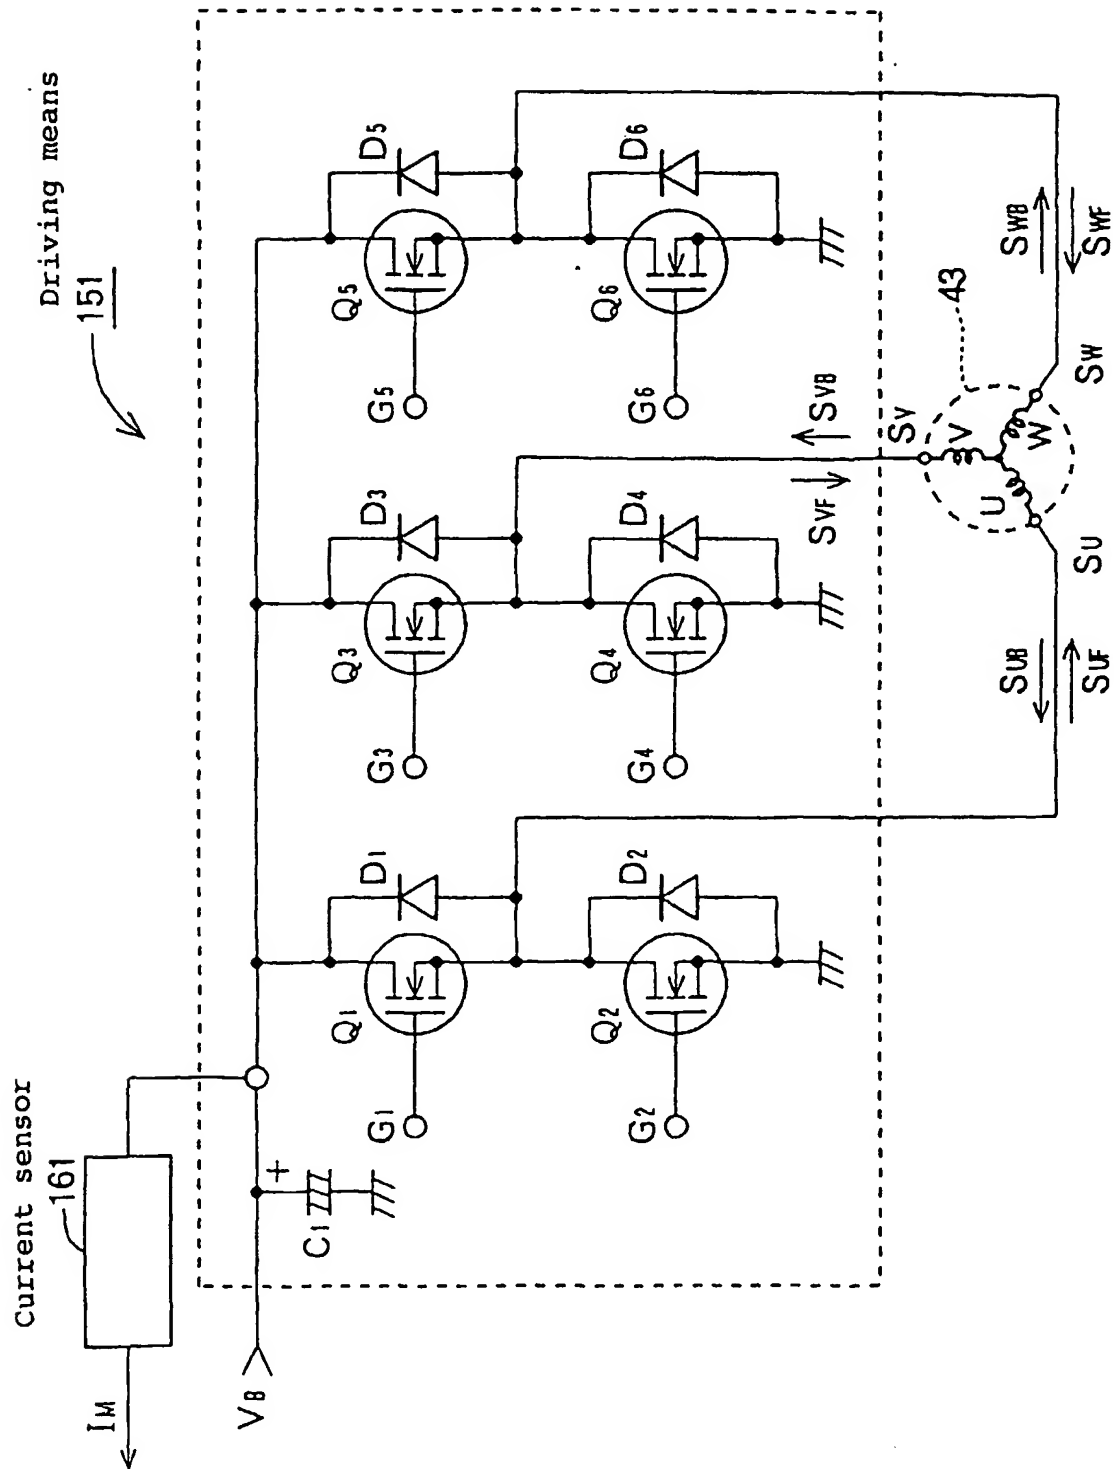 Driving means
151
Current sensor
161
IM
VB
C1
+
Q1
D1
G1
Q2
D2
G2
Q3
D3
G3
Q4
D4
G4
Q5
D5
G5
Q6
D6
G6
SVF
SVB
SV
43
U
V
W
SU
SW
SUB
SUF
SWB
SWF